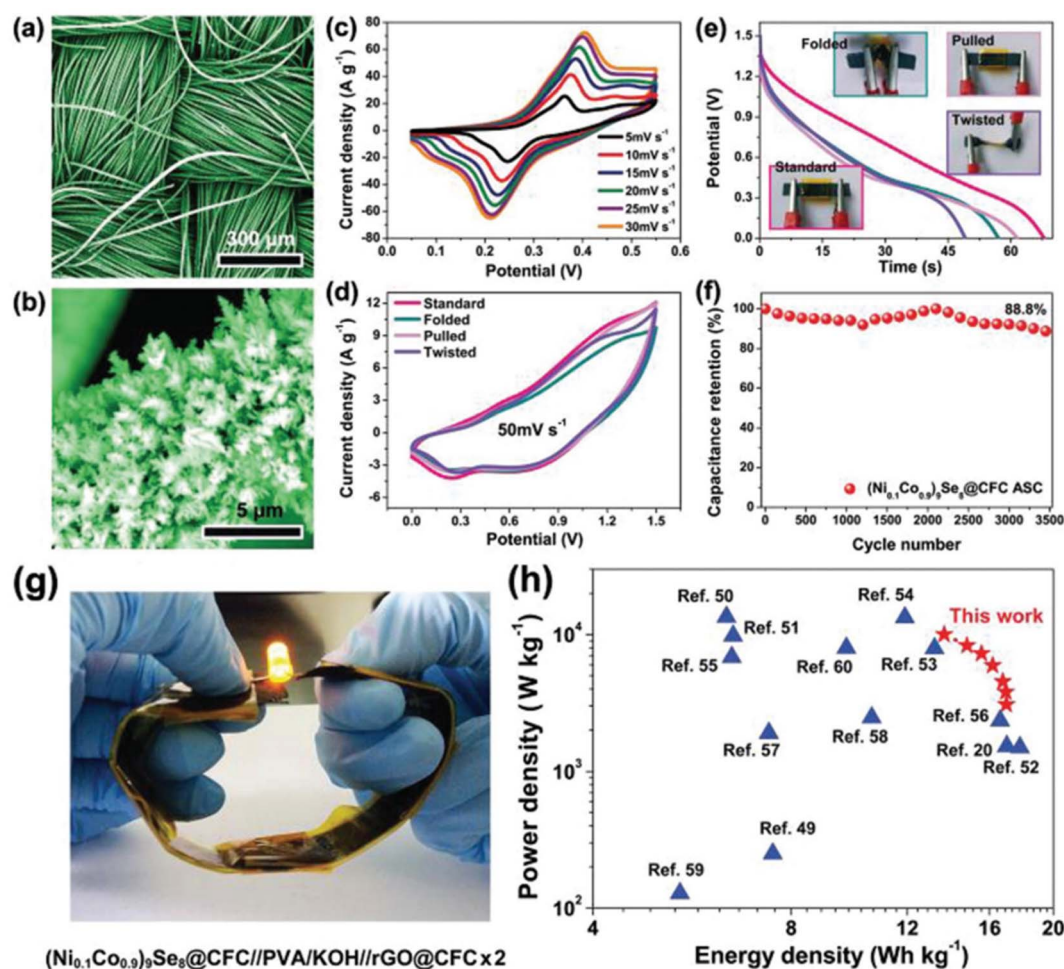 (a)
300 µm
(b)
5 µm
(c)
Current density (A g⁻¹)
80
60
40
20
0
-20
-40
-60
-80
5mV s⁻¹
10mV s⁻¹
15mV s⁻¹
20mV s⁻¹
25mV s⁻¹
30mV s⁻¹
0.0 0.1 0.2 0.3 0.4 0.5 0.6
Potential (V)
(d)
Current density (A g⁻¹)
12
9
6
3
0
-3
-6
Standard
Folded
Pulled
Twisted
50mV s⁻¹
0.0 0.3 0.6 0.9 1.2 1.5
Potential (V)
(e)
Potential (V)
1.5
1.2
0.9
0.6
0.3
0.0
Folded
Pulled
Twisted
Standard
0 15 30 45 60
Time (s)
(f)
Capacitance retention (%)
100
80
60
40
20
0
88.8%
(Ni₀.₁Co₀.₉)₉Se₈@CFC ASC
0 500 1000 1500 2000 2500 3000 3500
Cycle number
(g)
(Ni₀.₁Co₀.₉)₉Se₈@CFC//PVA/KOH//rGO@CFC x 2
(h)
Power density (W kg⁻¹)
10⁴
10³
10²
Ref. 50
Ref. 54
This work
Ref. 51
Ref. 55
Ref. 60
Ref. 53
Ref. 56
Ref. 57
Ref. 58
Ref. 20
Ref. 52
Ref. 49
Ref. 59
4 8 12 16 20
Energy density (Wh kg⁻¹)